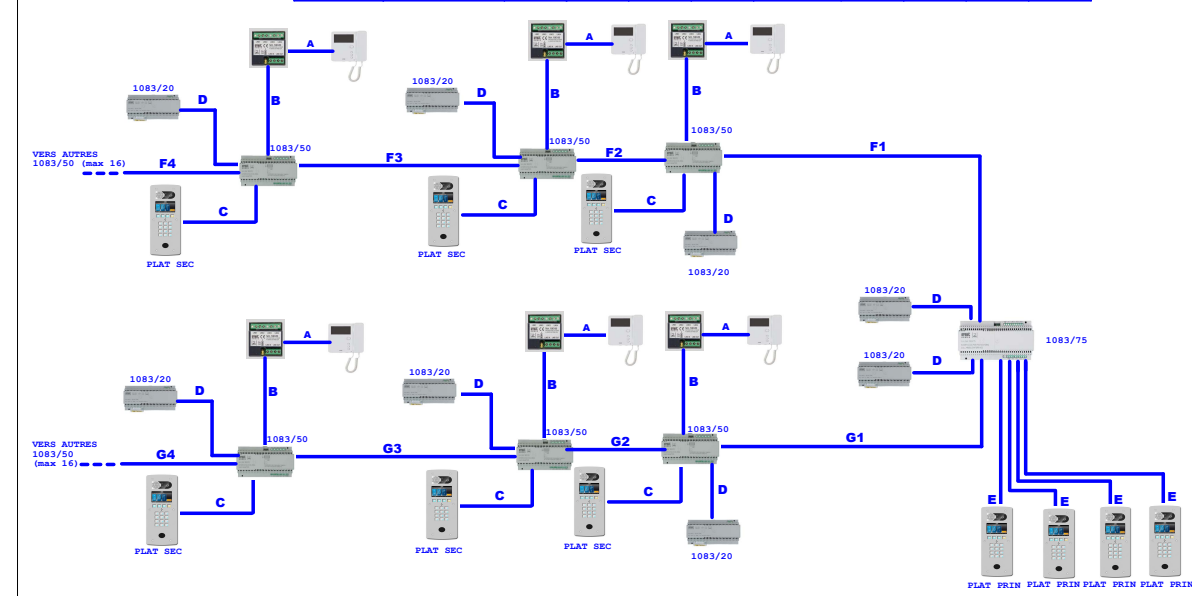 A
A
A
1083/20
D
B
1083/20
D
B
B
1083/50
1083/50
1083/50
VERS AUTRES
1083/50 (max 16)
F4
F3
F2
F1
C
C
C
D
PLAT SEC
PLAT SEC
PLAT SEC
1083/20
1083/20
D
1083/75
1083/20
D
A
A
A
1083/20
D
B
1083/20
D
B
B
1083/50
1083/50
1083/50
VERS AUTRES
1083/50
(max 16)
G4
G3
G2
G1
C
C
C
D
PLAT SEC
PLAT SEC
PLAT SEC
1083/20
E
E
E
E
PLAT PRIN
PLAT PRIN
PLAT PRIN
PLAT PRIN